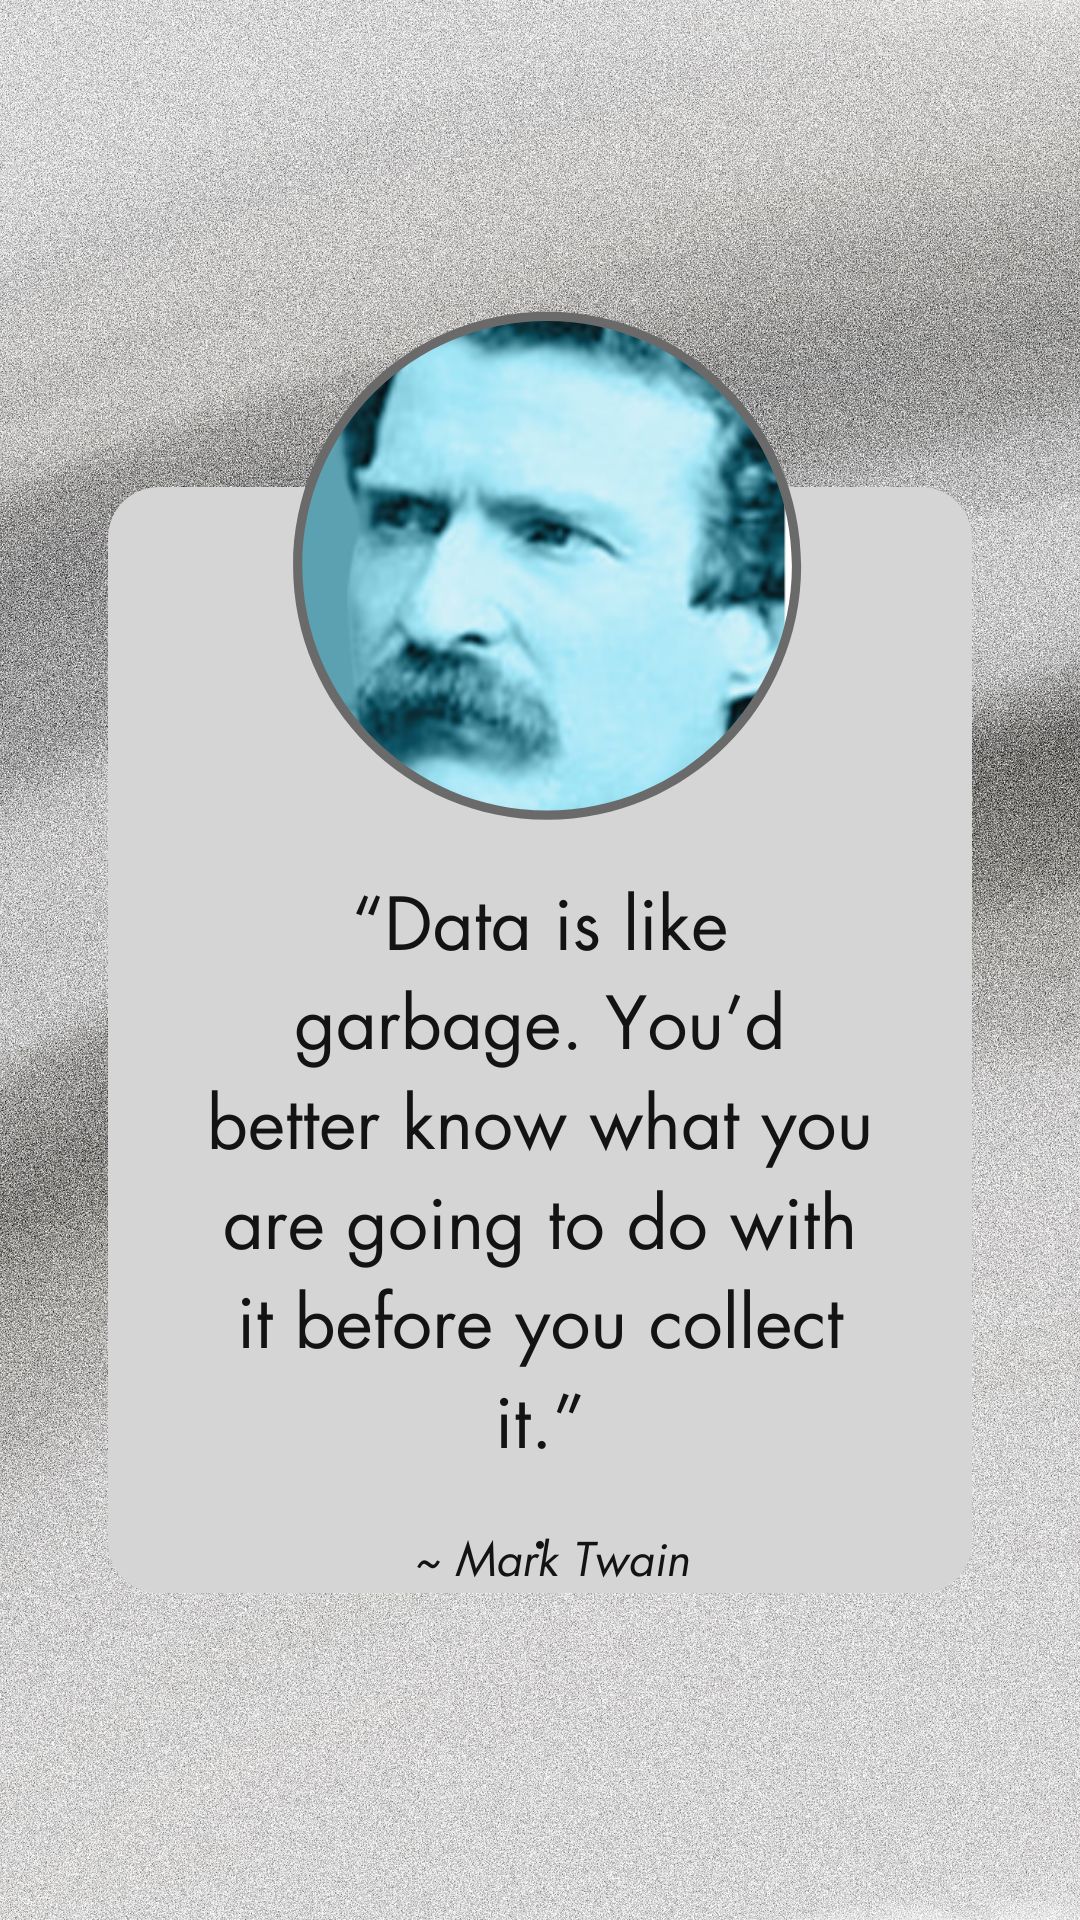 “Data is like
garbage. You’d
better know what you
are going to do with
it before you collect
it.”
~ Mark Twain